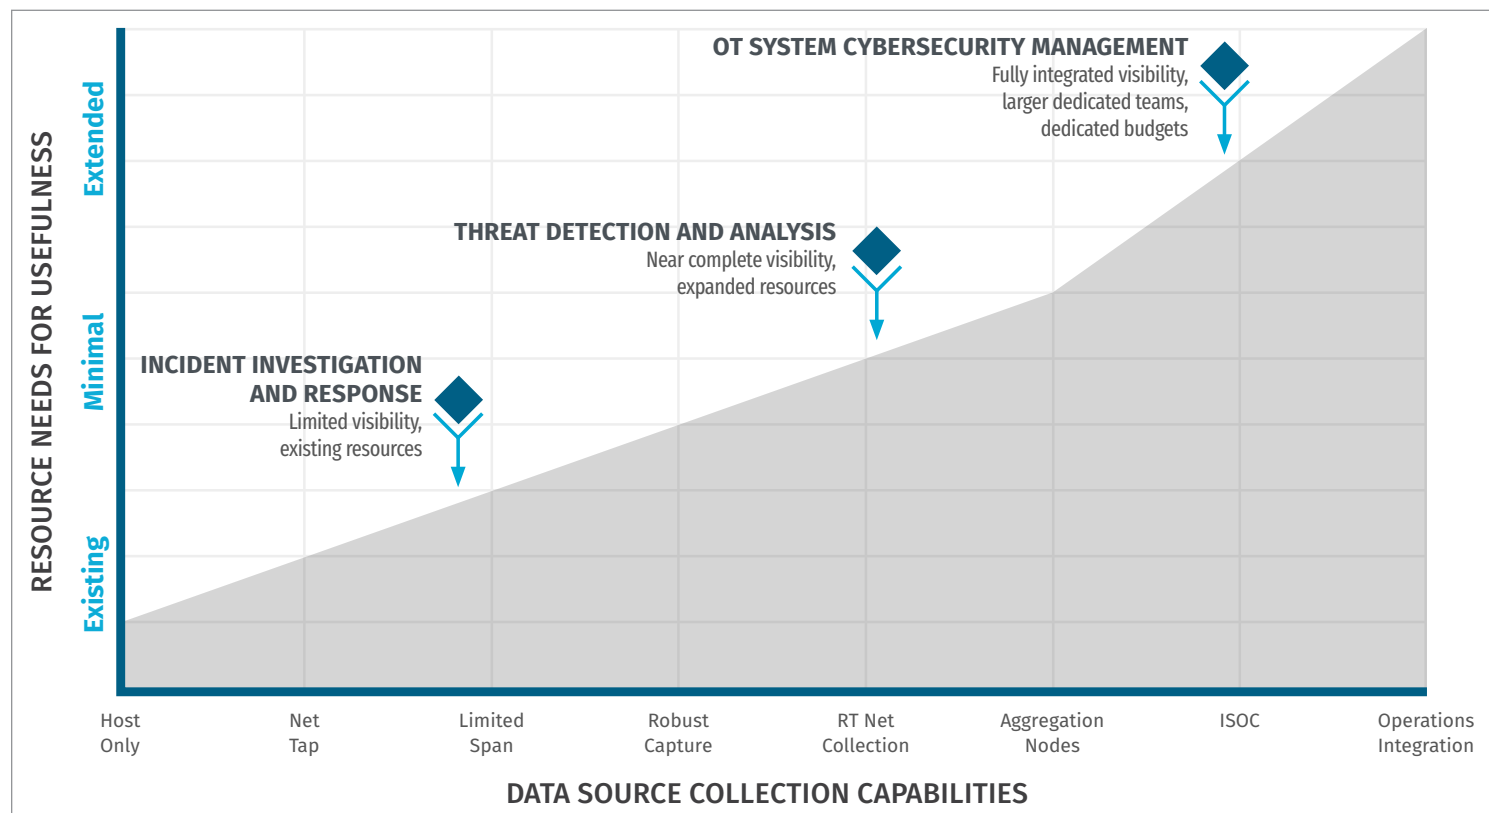 OT SYSTEM CYBERSECURITY MANAGEMENT
Fully integrated visibility,
larger dedicated teams,
dedicated budgets
THREAT DETECTION AND ANALYSIS
Near complete visibility,
expanded resources
INCIDENT INVESTIGATION
AND RESPONSE
Limited visibility,
existing resources
RESOURCE NEEDS FOR USEFULNESS
Extended
Minimal
Existing
Host
Only
Net
Tap
Limited
Span
Robust
Capture
RT Net
Collection
Aggregation
Nodes
ISOC
Operations
Integration
DATA SOURCE COLLECTION CAPABILITIES